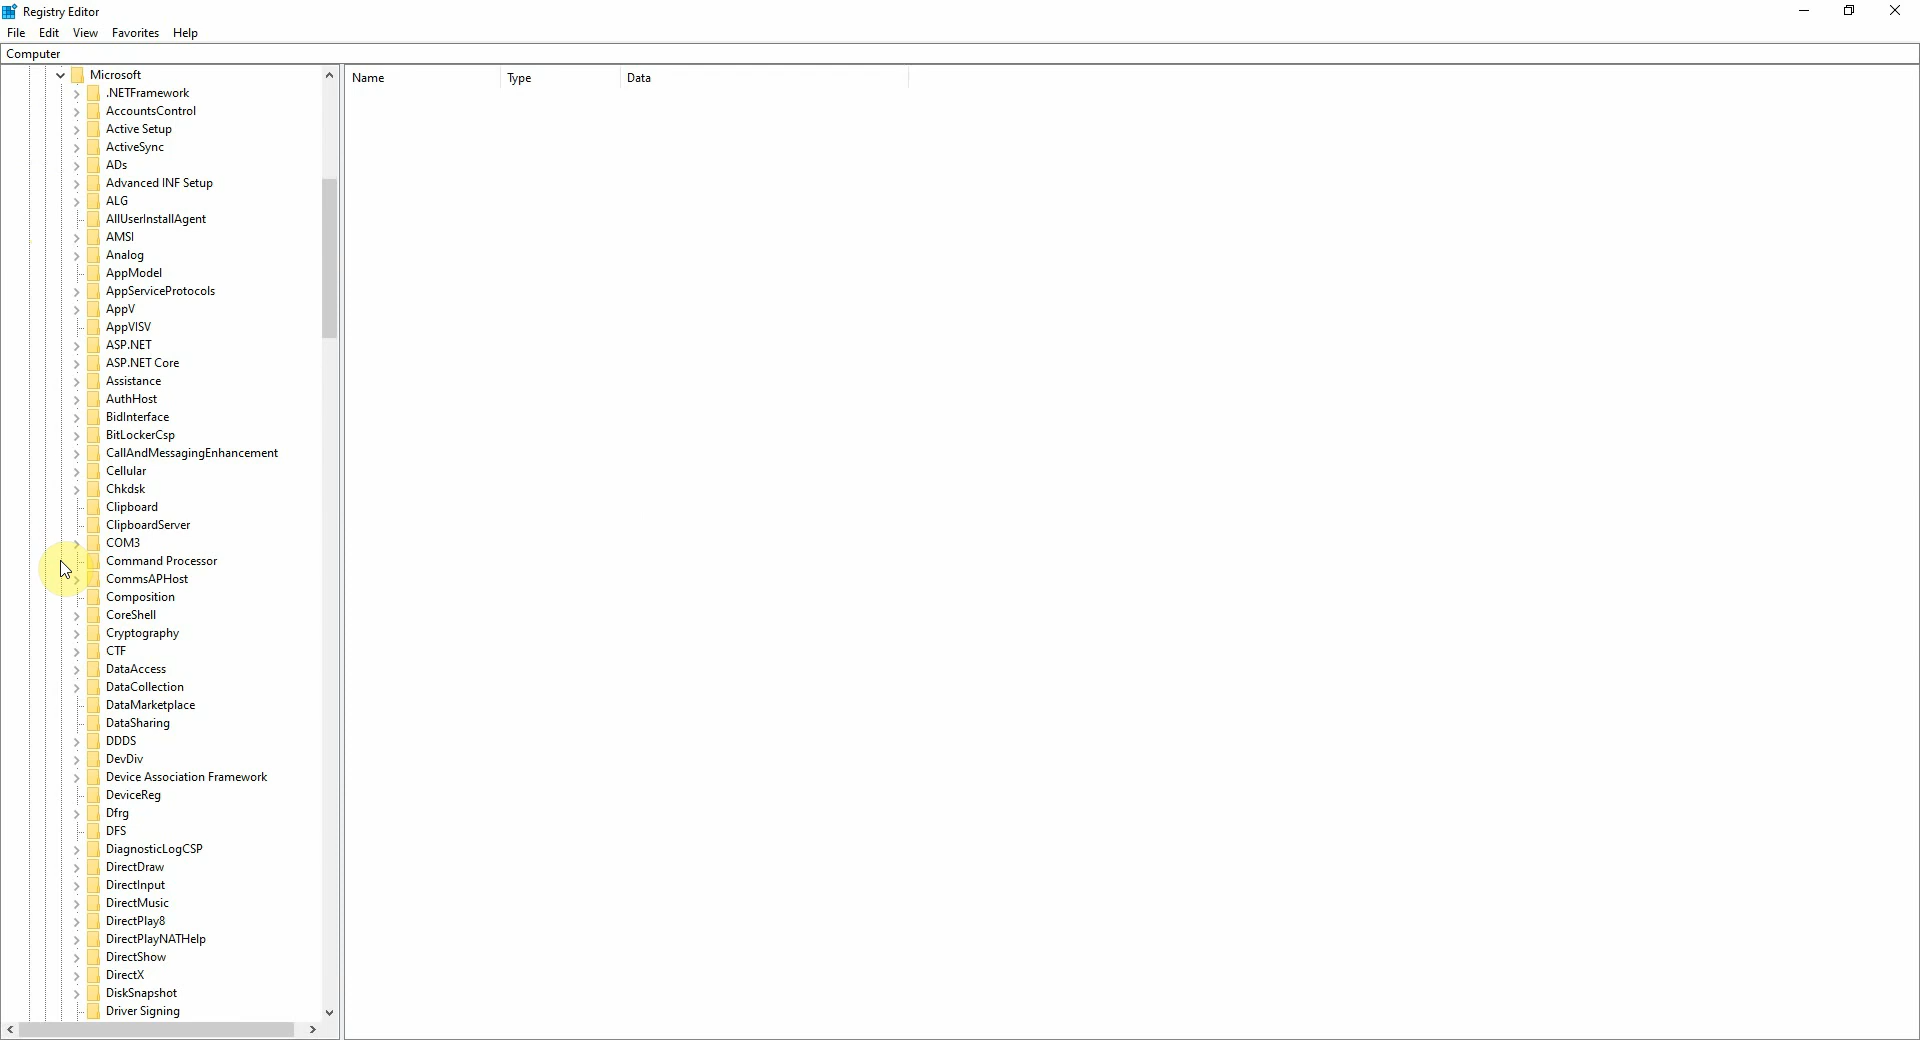 Registry Editor
File Edit View Favorites Help
Computer
Name Type Data
Microsoft
.NETFramework
AccountsControl
Active Setup
ActiveSync
ADs
Advanced INF Setup
ALG
AllUserInstallAgent
AMSI
Analog
AppModel
AppServiceProtocols
AppV
AppVISV
ASP.NET
ASP.NET Core
Assistance
AuthHost
BidInterface
BitLockerCsp
CallAndMessagingEnhancement
Cellular
Chkdsk
Clipboard
ClipboardServer
COM3
Command Processor
CommsAPHost
Composition
CoreShell
Cryptography
CTF
DataAccess
DataCollection
DataMarketplace
DataSharing
DDDS
DevDiv
Device Association Framework
DeviceReg
Dfrg
DFS
DiagnosticLogCSP
DirectDraw
DirectInput
DirectMusic
DirectPlay8
DirectPlayNATHelp
DirectShow
DirectX
DiskSnapshot
Driver Signing